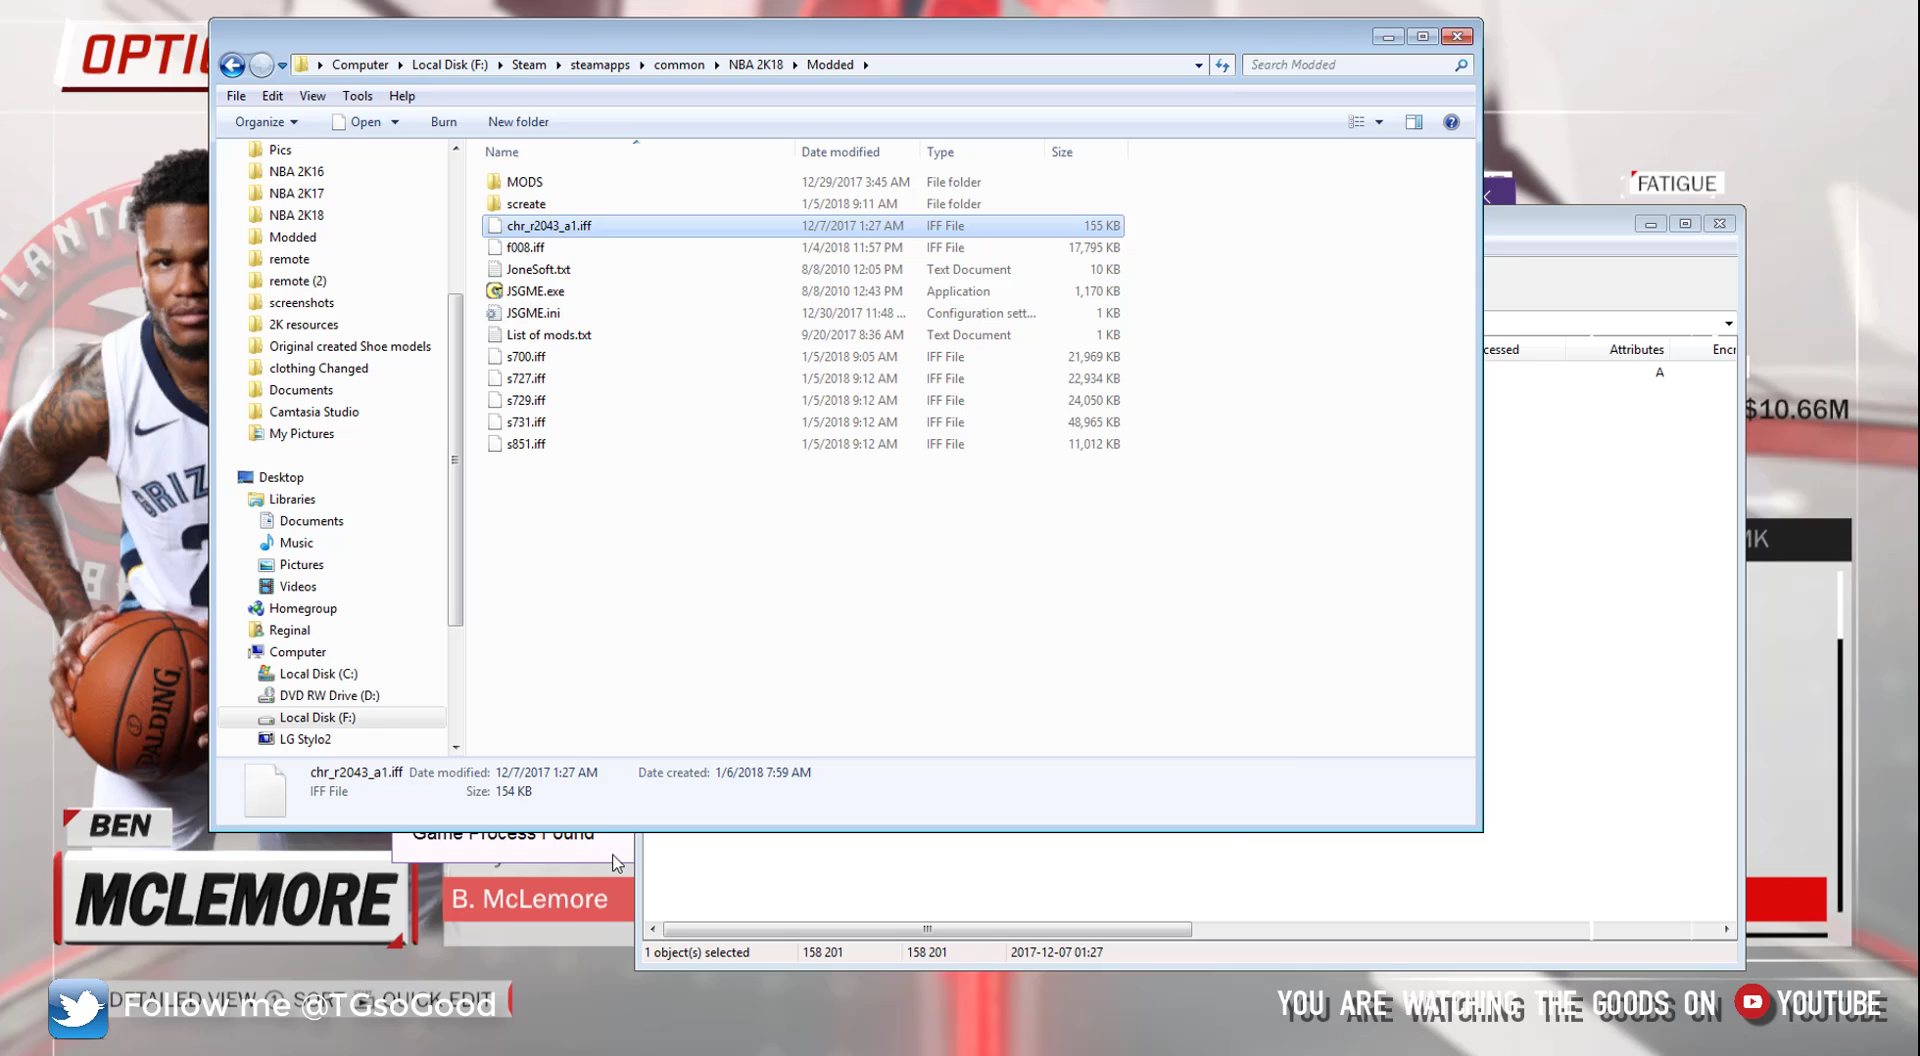 OPTI
Computer Local Disk (F:) Steam steamapps common NBA 2K18 Modded
Search Modded
File Edit View Tools Help
Organize Open Burn New folder
Name Date modified Type Size
MODS 12/29/2017 3:45 AM File folder
screate 1/5/2018 9:11 AM File folder
chr_r2043_a1.iff 12/7/2017 1:27 AM IFF File 155 KB
f008.iff 1/4/2018 11:57 PM IFF File 17,795 KB
JoneSoft.txt 8/8/2010 12:05 PM Text Document 10 KB
JSGME.exe 8/8/2010 12:43 PM Application 1,170 KB
JSGME.ini 12/30/2017 11:48 ... Configuration sett... 1 KB
List of mods.txt 9/20/2017 8:36 AM Text Document 1 KB
s700.iff 1/5/2018 9:05 AM IFF File 21,969 KB
s727.iff 1/5/2018 9:12 AM IFF File 22,934 KB
s729.iff 1/5/2018 9:12 AM IFF File 24,050 KB
s731.iff 1/5/2018 9:12 AM IFF File 48,965 KB
s851.iff 1/5/2018 9:12 AM IFF File 11,012 KB
Pics
NBA 2K16
NBA 2K17
NBA 2K18
Modded
remote
remote (2)
screenshots
2K resources
Original created Shoe models
clothing Changed
Documents
Camtasia Studio
My Pictures
Desktop
Libraries
Documents
Music
Pictures
Videos
Homegroup
Reginal
Computer
Local Disk (C:)
DVD RW Drive (D:)
Local Disk (F:)
LG Stylo2
chr_r2043_a1.iff Date modified: 12/7/2017 1:27 AM Date created: 1/6/2018 7:59 AM
IFF File Size: 154 KB
FATIGUE
cessed Attributes Encr
A
$10.66M
MK
ATLANTA
GRIZ
2
SPALDING
Game Process Found
BEN
MCLEMORE
B. McLemore
1 object(s) selected 158 201 158 201 2017-12-07 01:27
DETAILED VIEW SORT QUICK EDIT
Follow me @TGsoGood
YOU ARE WATCHING THE GOODS ON YOUTUBE